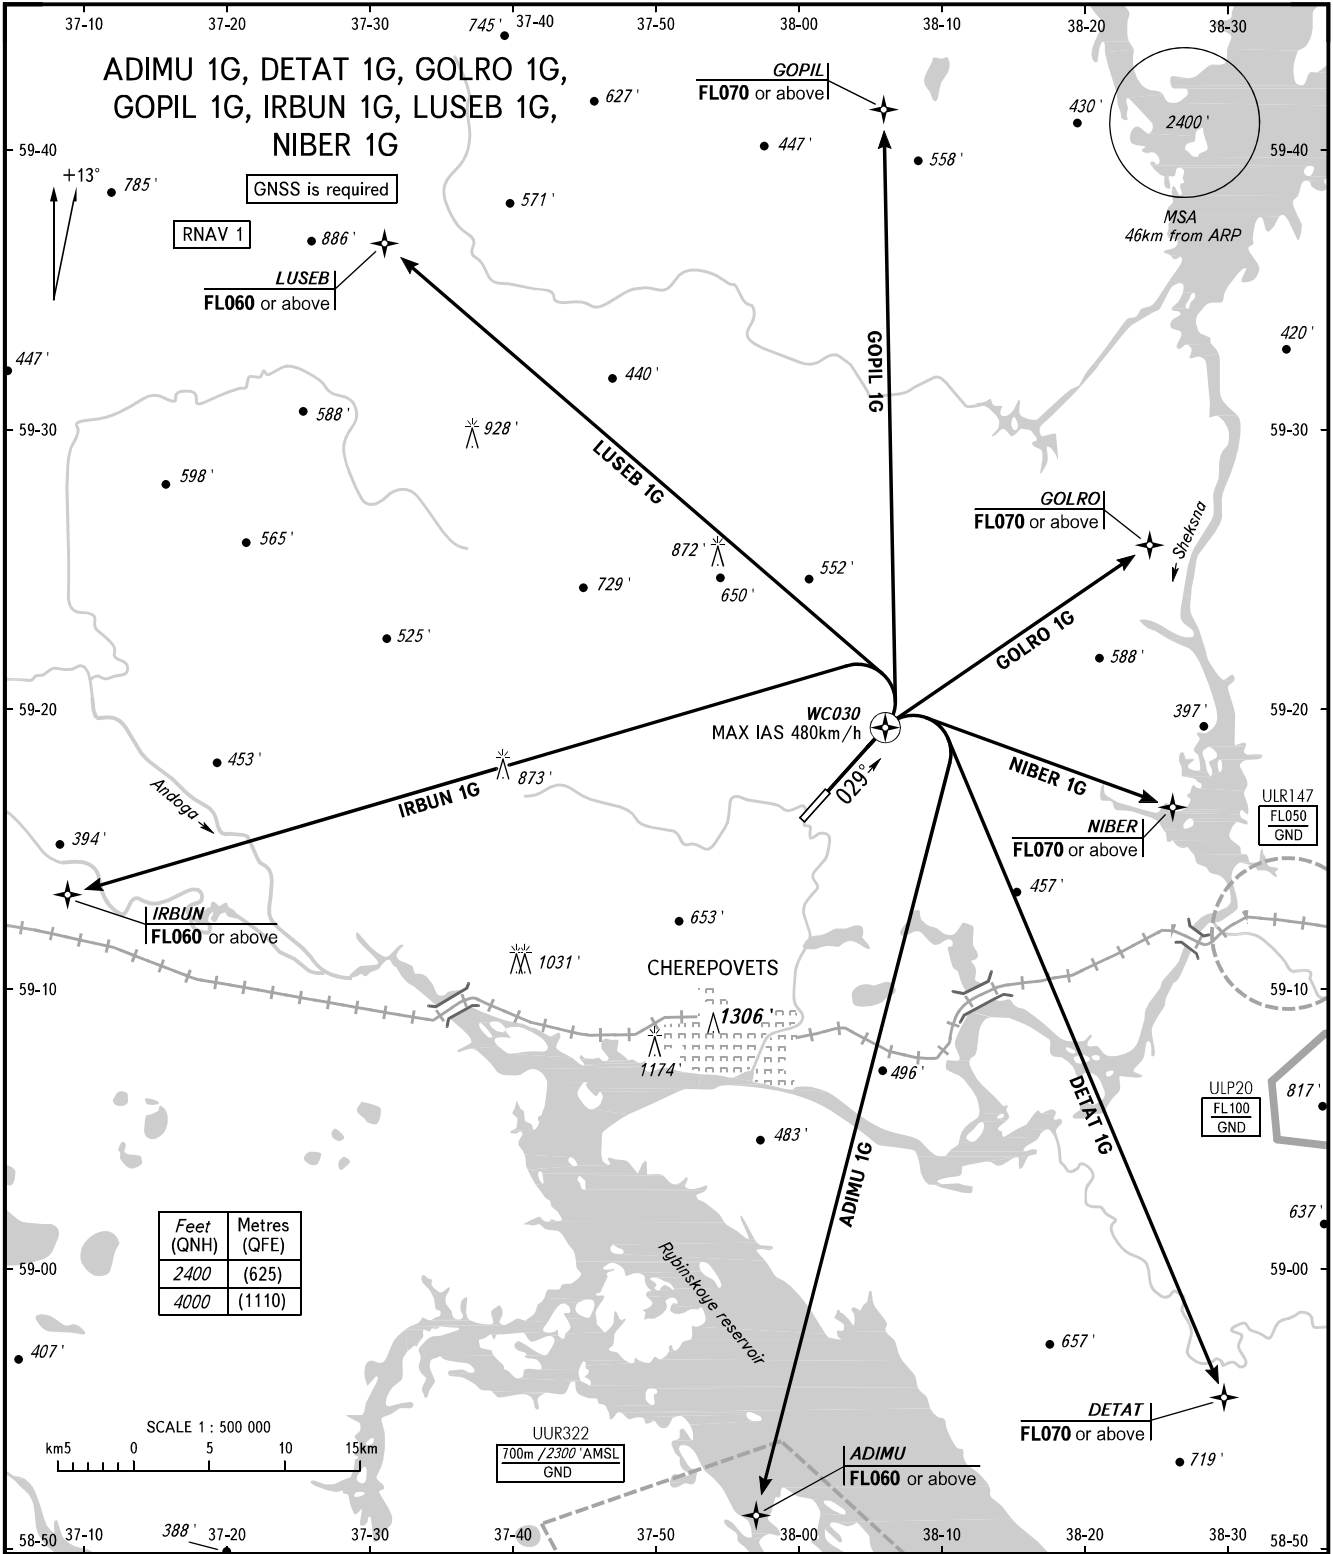 37-10 37-20 37-30 37-40 37-50 38-00 38-10 38-20 38-30
745'
ADIMU 1G, DETAT 1G, GOLRO 1G,
GOPIL 1G, IRBUN 1G, LUSEB 1G,
NIBER 1G
GOPIL
FL070 or above
627'
430'
2400'
59-40
447'
558'
59-40
+13°
785'
GNSS is required
571'
MSA
46km from ARP
RNAV 1
886'
LUSEB
FL060 or above
420'
447'
GOPIL 1G
440'
588'
928'
59-30
59-30
LUSEB 1G
598'
GOLRO
FL070 or above
Sheksna
565'
872'
552'
729'
650'
525'
GOLRO 1G
588'
59-20
WC030
MAX IAS 480km/h
397'
59-20
453'
873'
029°
NIBER 1G
IRBUN 1G
Andoga
ULR147
FL050
GND
394'
NIBER
FL070 or above
457'
IRBUN
FL060 or above
653'
1031'
CHEREPOVETS
59-10
59-10
1306'
1174'
496'
DETAT 1G
ULP20
FL100
GND
817'
483'
ADIMU 1G
637'
Feet Metres
(QNH) (QFE)
2400 (625)
4000 (1110)
Rybinskoye reservoir
59-00
59-00
407'
657'
DETAT
FL070 or above
SCALE 1 : 500 000
km5 0 5 10 15km
UUR322
700m / 2300' AMSL
GND
ADIMU
FL060 or above
719'
58-50 37-10 388' 37-20 37-30 37-40 37-50 38-00 38-10 38-20 38-30 58-50